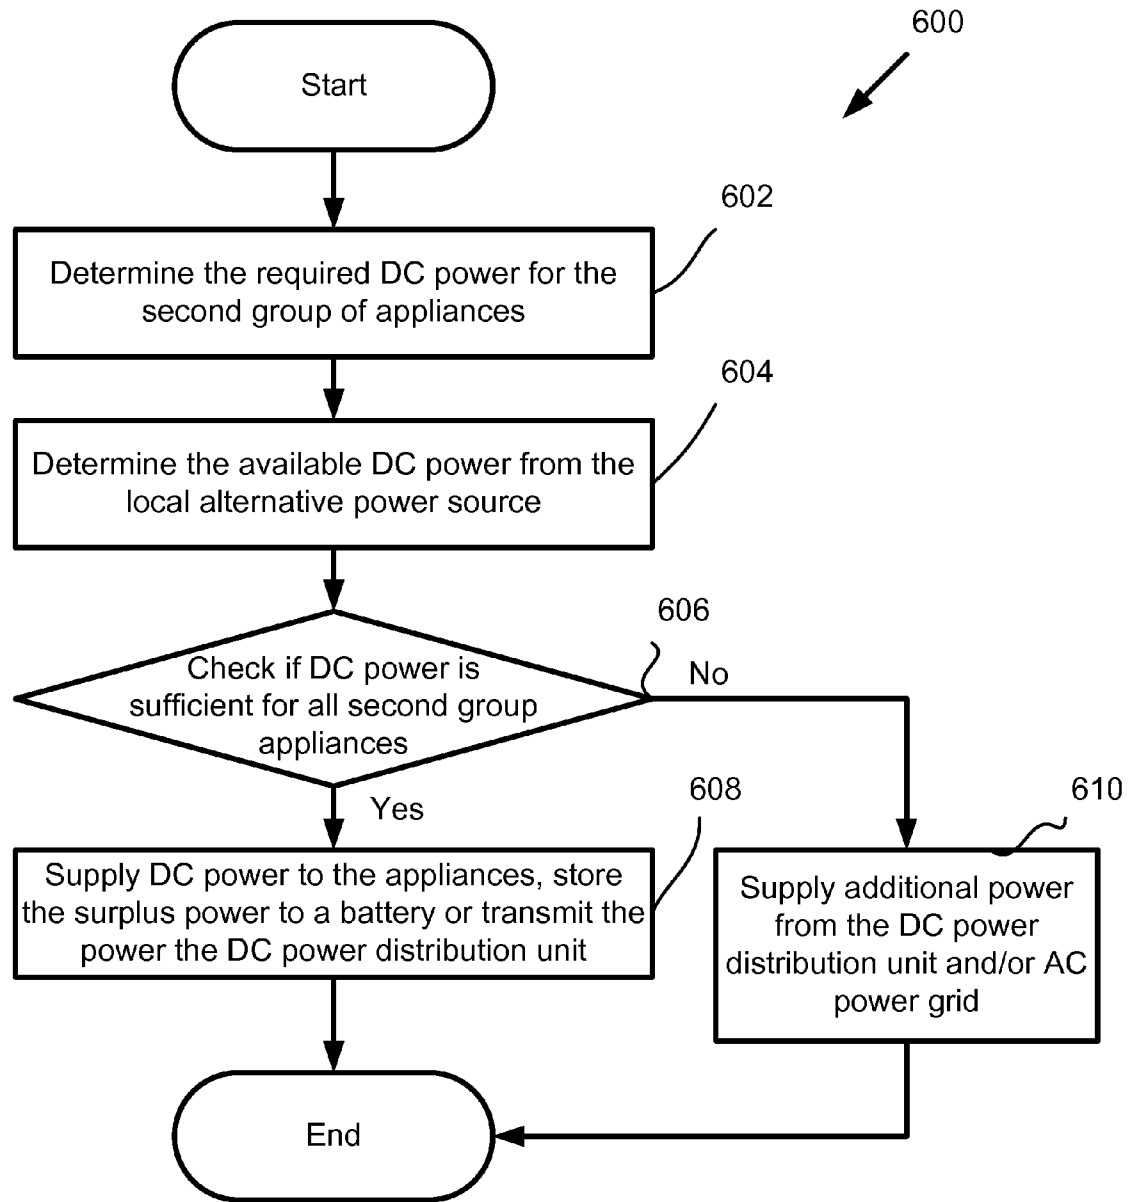 600
Start
602
Determine the required DC power for the
second group of appliances
604
Determine the available DC power from the
local alternative power source
606
Check if DC power is
sufficient for all second group
appliances
No
Yes
608
Supply DC power to the appliances, store
the surplus power to a battery or transmit the
power the DC power distribution unit
610
Supply additional power
from the DC power
distribution unit and/or AC
power grid
End